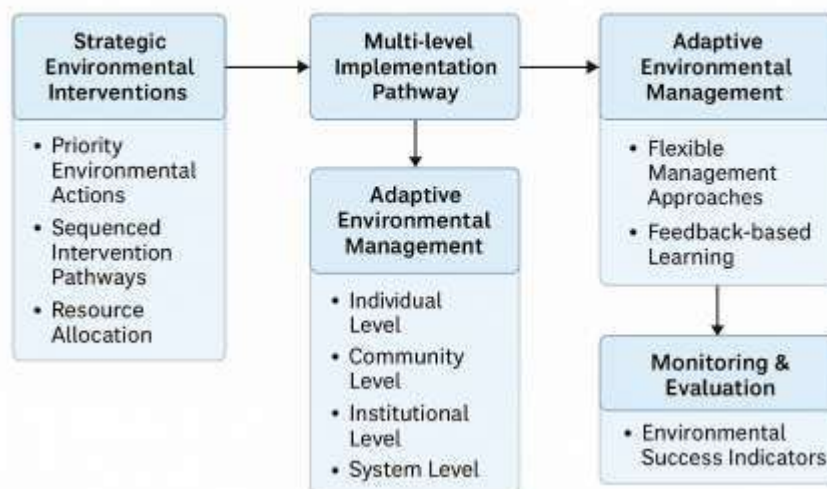 Strategic
Environmental
Interventions
• Priority
Environmental
Actions
• Sequenced
Intervention
Pathways
• Resource
Allocation
Multi-level
Implementation
Pathway
Adaptive
Environmental
Management
• Individual
Level
• Community
Level
• Institutional
Level
• System Level
Adaptive
Environmental
Management
• Flexible
Management
Approaches
• Feedback-based
Learning
Monitoring &
Evaluation
• Environmental
Success Indicators